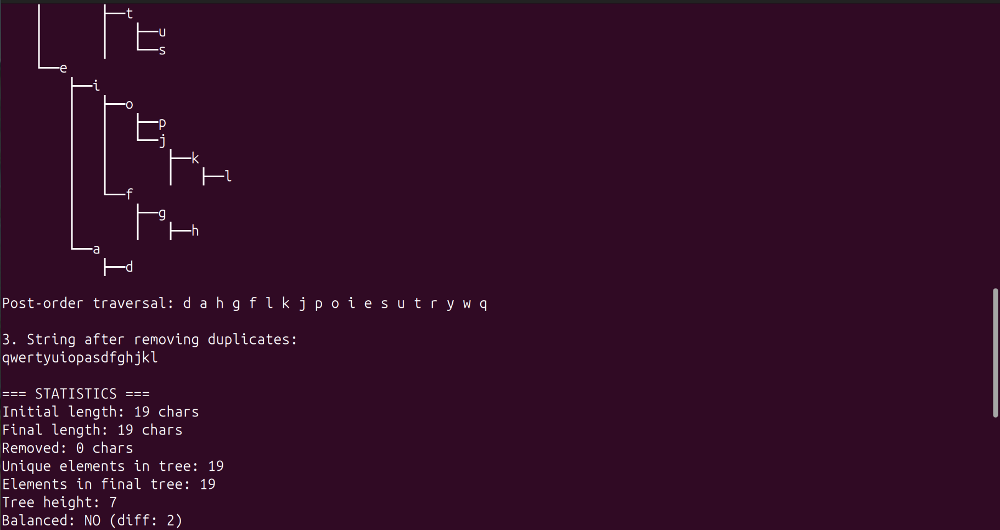 │       ├──t
│       │   ├──u
│       │   └──s
└──e
    ├──i
    │   ├──o
    │   │   ├──p
    │   │   └──j
    │   │       ├──k
    │   │       │   ├──l
    │   └──f
    │       ├──g
    │       │   ├──h
    └──a
        ├──d
Post-order traversal: d a h g f l k j p o i e s u t r y w q
3. String after removing duplicates:
qwertyuiopasdfghjkl
=== STATISTICS ===
Initial length: 19 chars
Final length: 19 chars
Removed: 0 chars
Unique elements in tree: 19
Elements in final tree: 19
Tree height: 7
Balanced: NO (diff: 2)